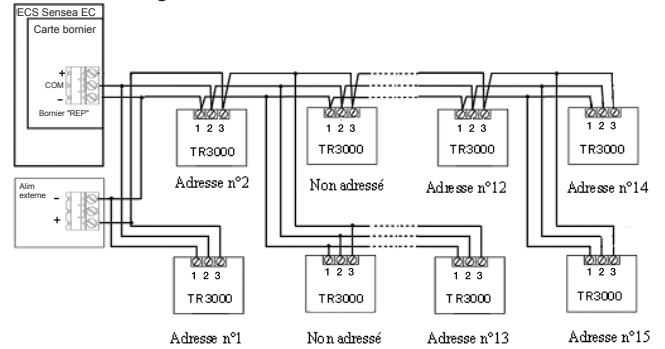 ECS Sensea EC
Carte bornier
+
COM
-
Bornier "REP"
1 2 3
TR3000
Adresse n°2
1 2 3
TR3000
Non adressé
1 2 3
TR3000
Adresse n°12
1 2 3
TR3000
Adresse n°14
Alim
externe
-
+
1 2 3
TR3000
Adresse n°1
1 2 3
TR3000
Non adressé
1 2 3
TR3000
Adresse n°13
1 2 3
TR3000
Adresse n°15